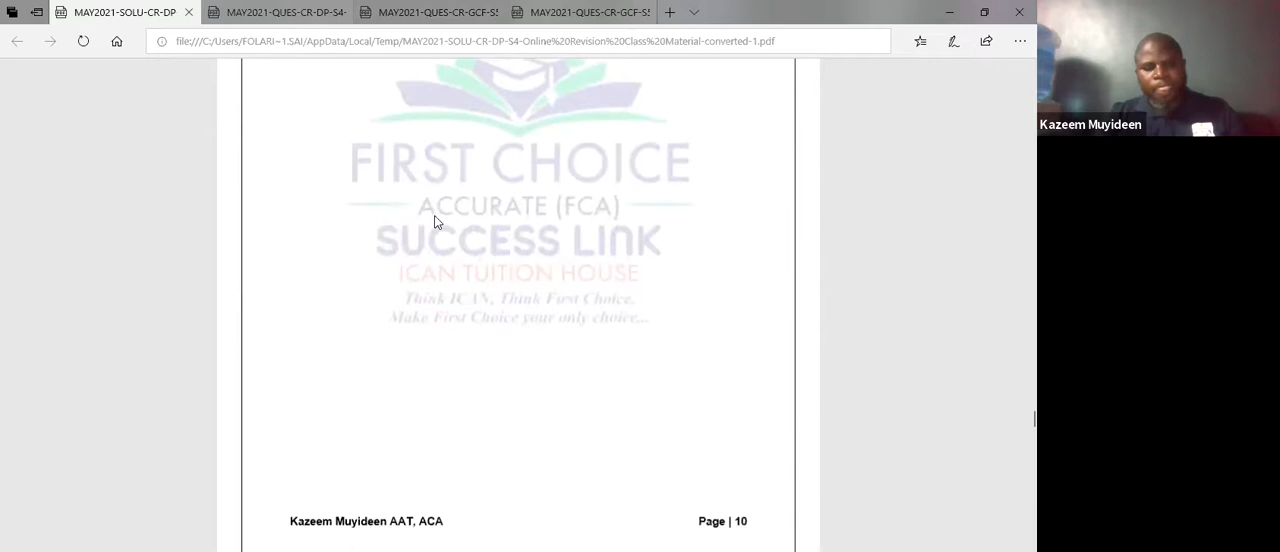 MAY2021-SOLU-CR-DP MAY2021-QUES-CR-DP-S4- MAY2021-QUES-CR-GCF-S5 MAY2021-QUES-CR-GCF-S5
file:///C:/Users/FOLARI~1.SAI/AppData/Local/Temp/MAY2021-SOLU-CR-DP-S4-Online%20Revision%20Class%20Material-converted-1.pdf
Kazeem Muyideen
FIRST CHOICE
ACCURATE (FCA)
SUCCESS LINK
ICAN TUITION HOUSE
Think ICAN, Think First Choice.
Make First Choice your only choice...
Kazeem Muyideen AAT, ACA Page | 10